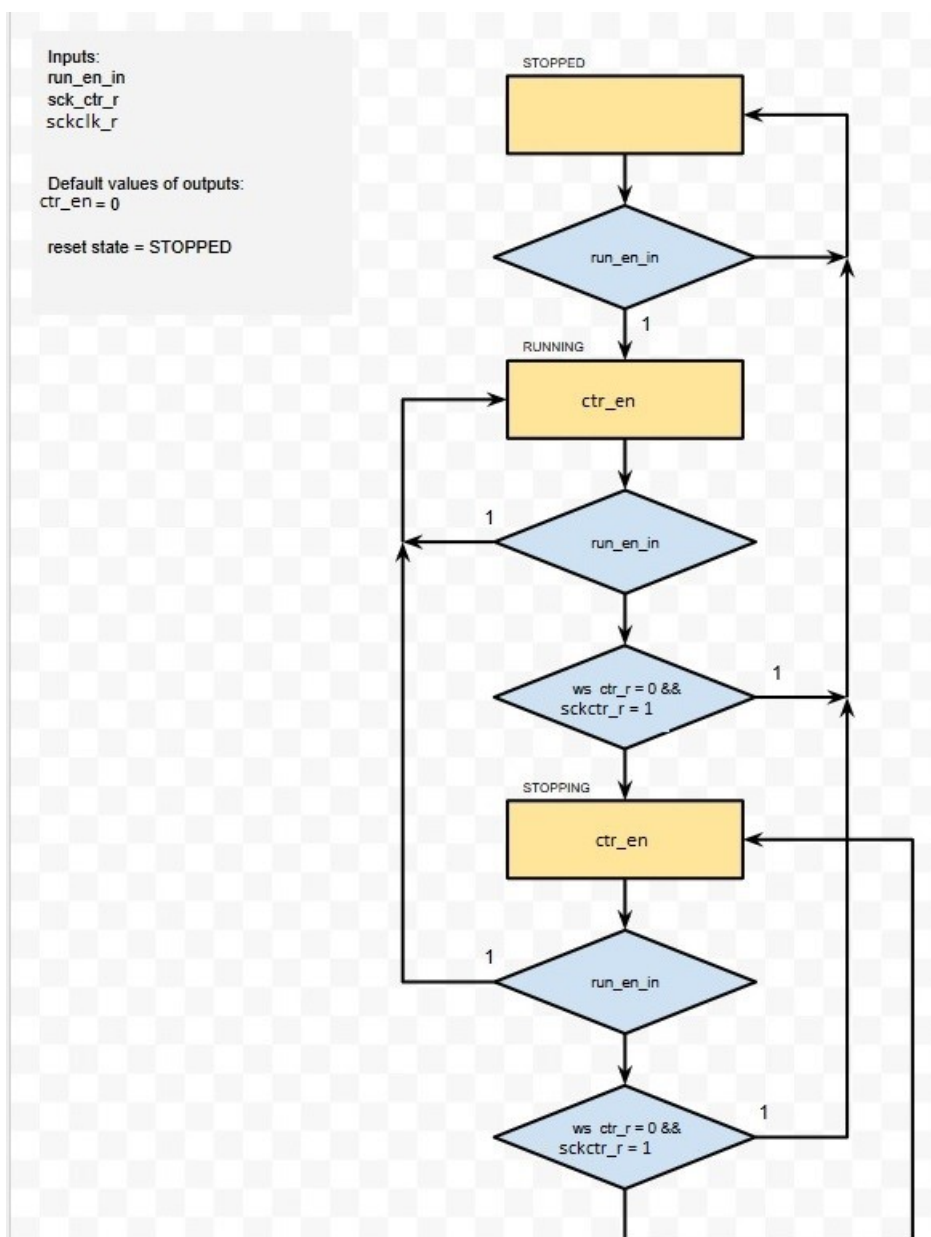 Inputs:
run_en_in
sck_ctr_r
sckclk_r
Default values of outputs:
ctr_en = 0
reset state = STOPPED
STOPPED
run_en_in
1
RUNNING
ctr_en
1
run_en_in
ws ctr_r = 0 &&
sckctr_r = 1
1
STOPPING
ctr_en
1
run_en_in
ws ctr_r = 0 &&
sckctr_r = 1
1